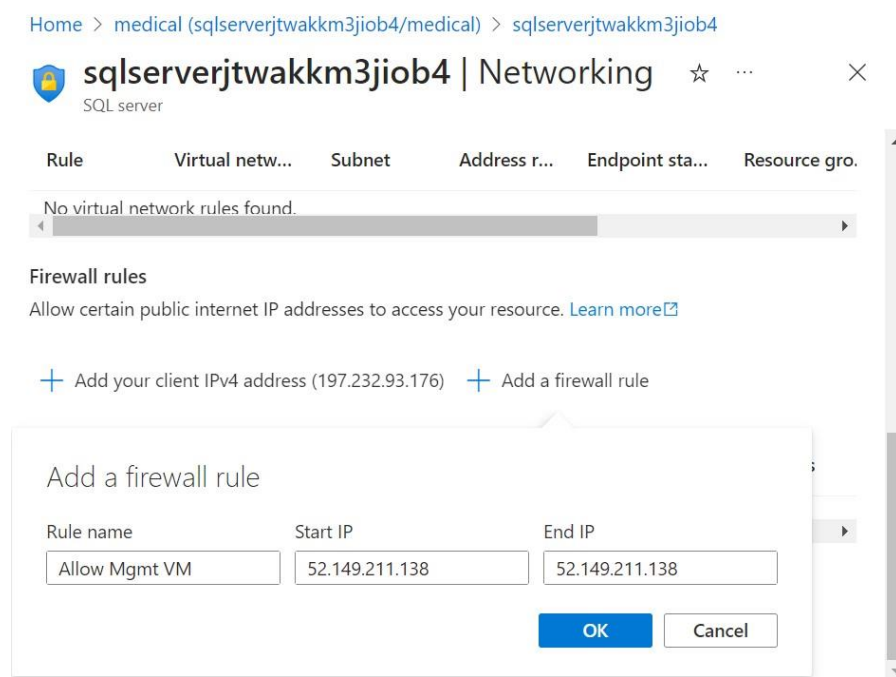 Home > medical (sqlserverjtwakkm3jiob4/medical) > sqlserverjtwakkm3jiob4
sqlserverjtwakkm3jiob4 | Networking
SQL server
Rule Virtual netw... Subnet Address r... Endpoint sta... Resource gro.
No virtual network rules found.
Firewall rules
Allow certain public internet IP addresses to access your resource. Learn more
Add your client IPv4 address (197.232.93.176) Add a firewall rule
Add a firewall rule
Rule name Start IP End IP
Allow Mgmt VM 52.149.211.138 52.149.211.138
OK Cancel